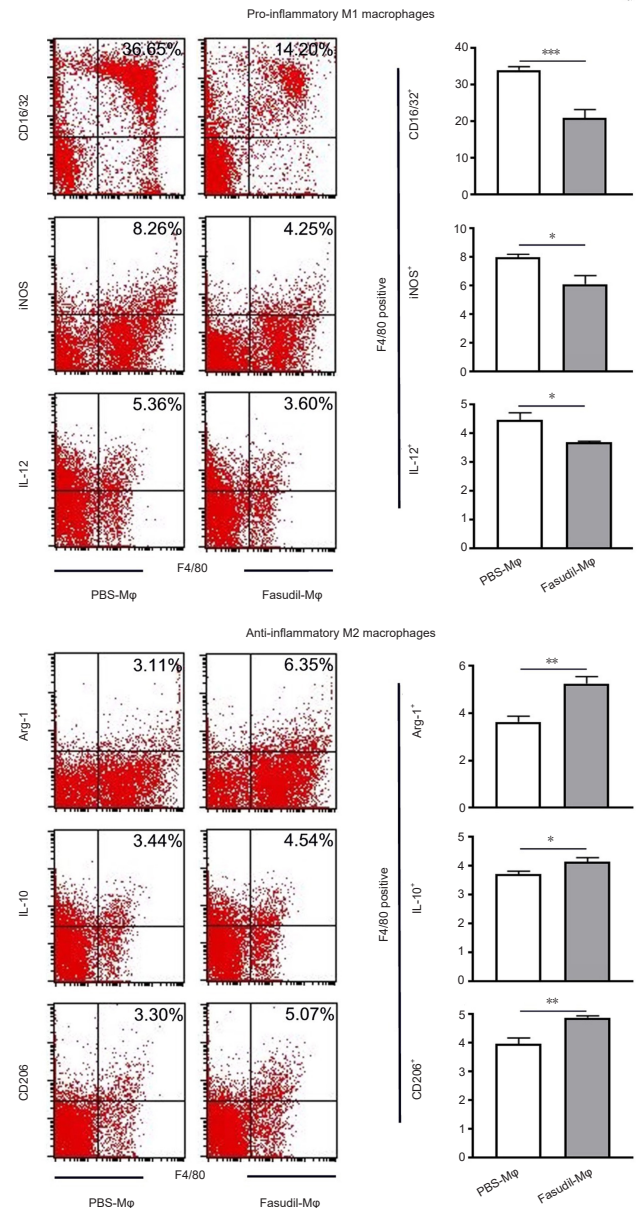 Pro-inflammatory M1 macrophages
CD16/32
36.65%
14.20%
F4/80 positive
CD16/32⁺
40
30
20
10
0
***
iNOS
8.26%
4.25%
iNOS⁺
10
8
6
4
2
0
*
IL-12
5.36%
3.60%
IL-12⁺
5
4
3
2
1
0
*
F4/80
PBS-Mφ
Fasudil-Mφ
PBS-Mφ
Fasudil-Mφ
Anti-inflammatory M2 macrophages
Arg-1
3.11%
6.35%
F4/80 positive
Arg-1⁺
6
4
2
0
**
IL-10
3.44%
4.54%
IL-10⁺
5
4
3
2
1
0
*
CD206
3.30%
5.07%
CD206⁺
5
4
3
2
1
0
**
F4/80
PBS-Mφ
Fasudil-Mφ
PBS-Mφ
Fasudil-Mφ